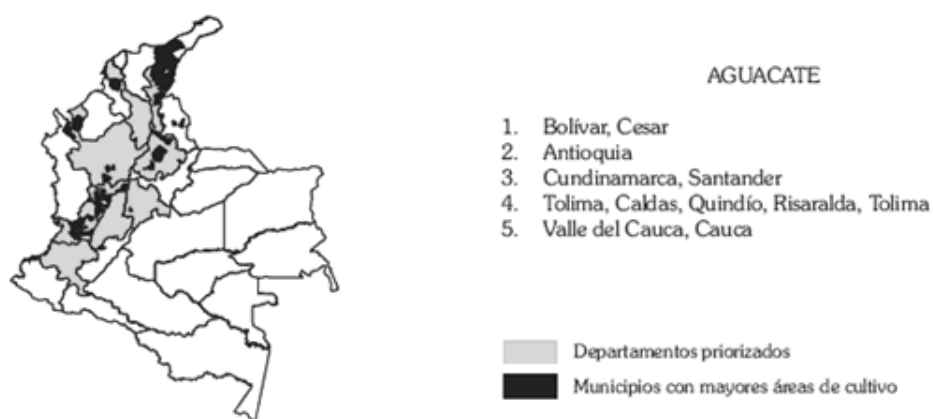 AGUACATE
1. Bolívar, Cesar
2. Antioquia
3. Cundinamarca, Santander
4. Tolima, Caldas, Quindío, Risaralda, Tolima
5. Valle del Cauca, Cauca
Departamentos priorizados
Municipios con mayores áreas de cultivo